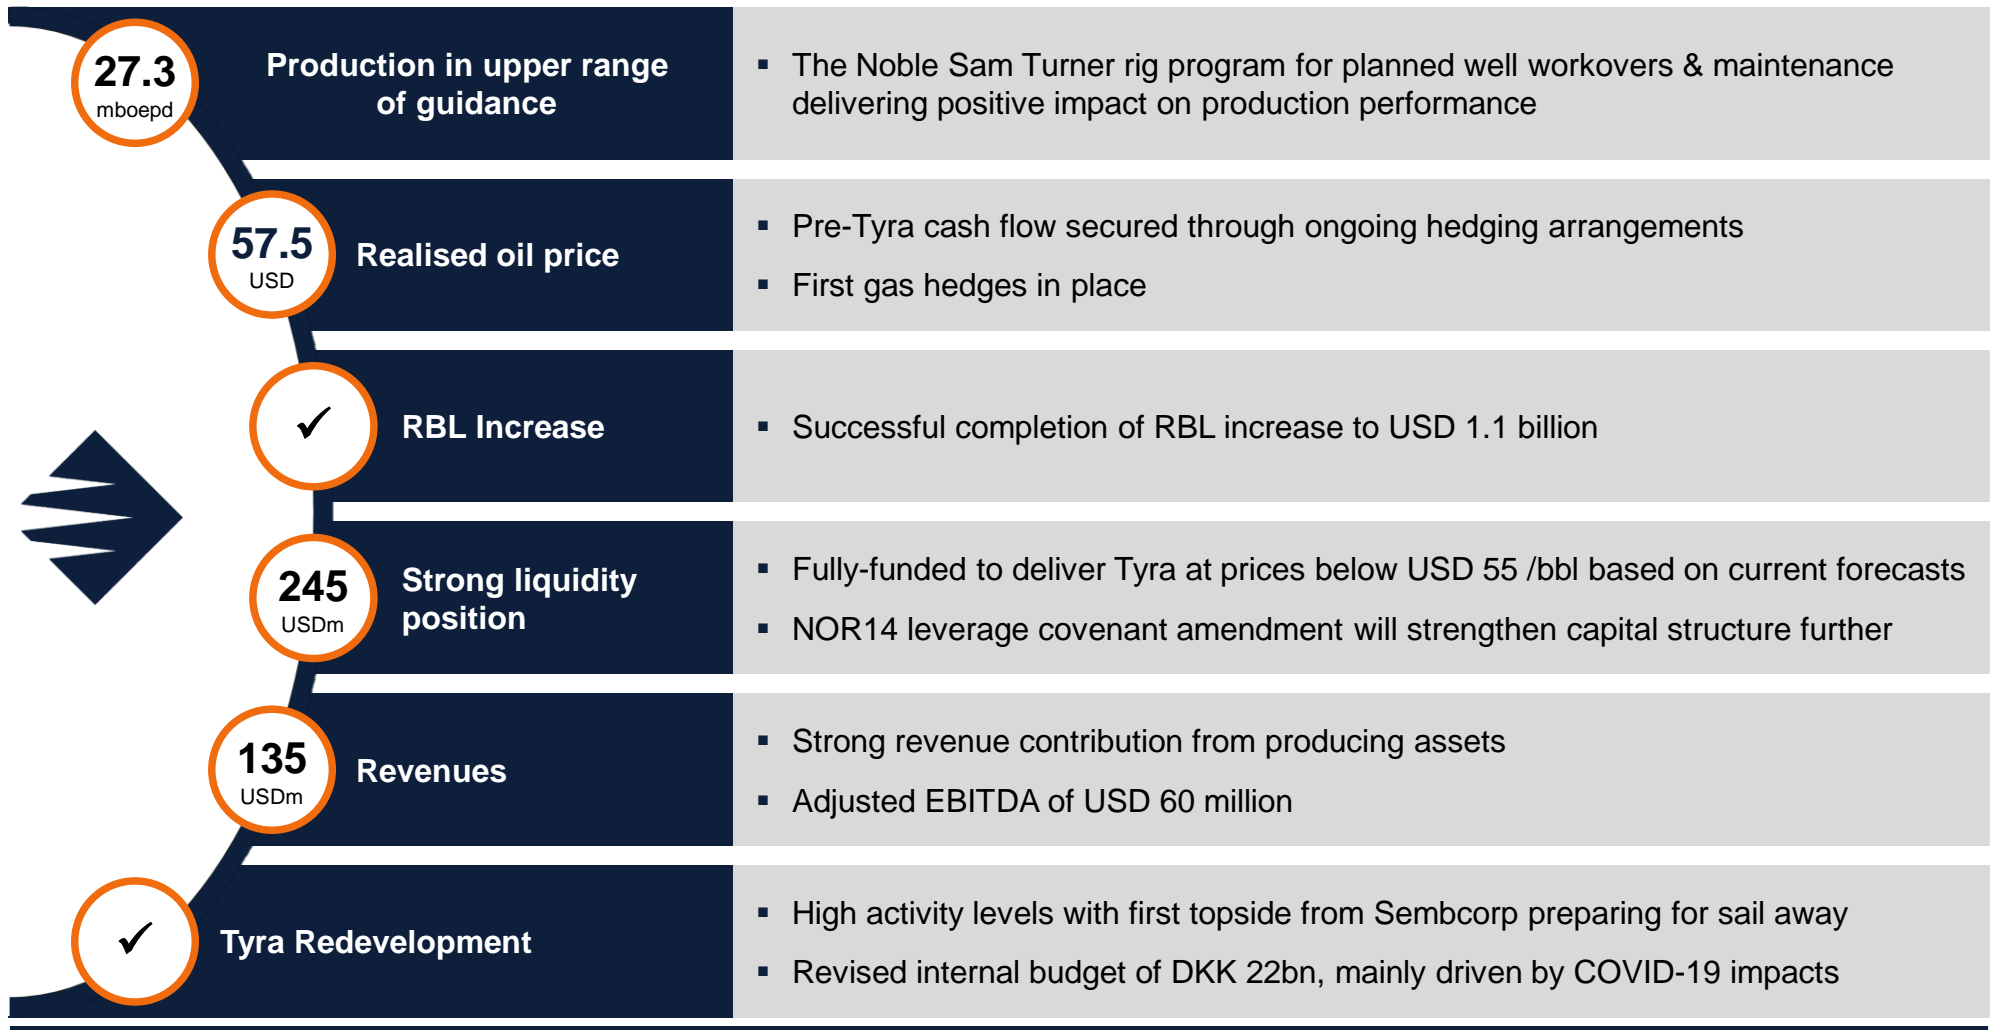 27.3
mboepd
Production in upper range
of guidance
▪ The Noble Sam Turner rig program for planned well workovers & maintenance
delivering positive impact on production performance
57.5
USD
Realised oil price
▪ Pre-Tyra cash flow secured through ongoing hedging arrangements
▪ First gas hedges in place
✓
RBL Increase
▪ Successful completion of RBL increase to USD 1.1 billion
245
USDm
Strong liquidity
position
▪ Fully-funded to deliver Tyra at prices below USD 55 /bbl based on current forecasts
▪ NOR14 leverage covenant amendment will strengthen capital structure further
135
USDm
Revenues
▪ Strong revenue contribution from producing assets
▪ Adjusted EBITDA of USD 60 million
✓
Tyra Redevelopment
▪ High activity levels with first topside from Sembcorp preparing for sail away
▪ Revised internal budget of DKK 22bn, mainly driven by COVID-19 impacts